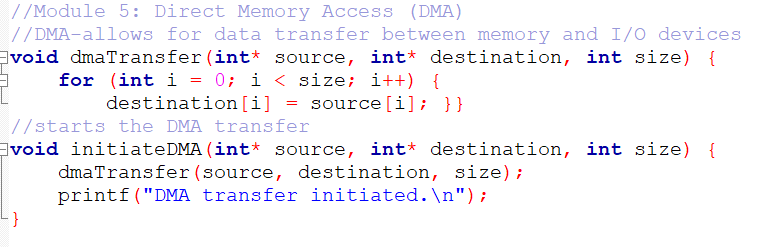 //Module 5: Direct Memory Access (DMA)
//DMA-allows for data transfer between memory and I/O devices
void dmaTransfer(int* source, int* destination, int size) {
    for (int i = 0; i < size; i++) {
        destination[i] = source[i]; }}
//starts the DMA transfer
void initiateDMA(int* source, int* destination, int size) {
    dmaTransfer(source, destination, size);
    printf("DMA transfer initiated.\n");
}